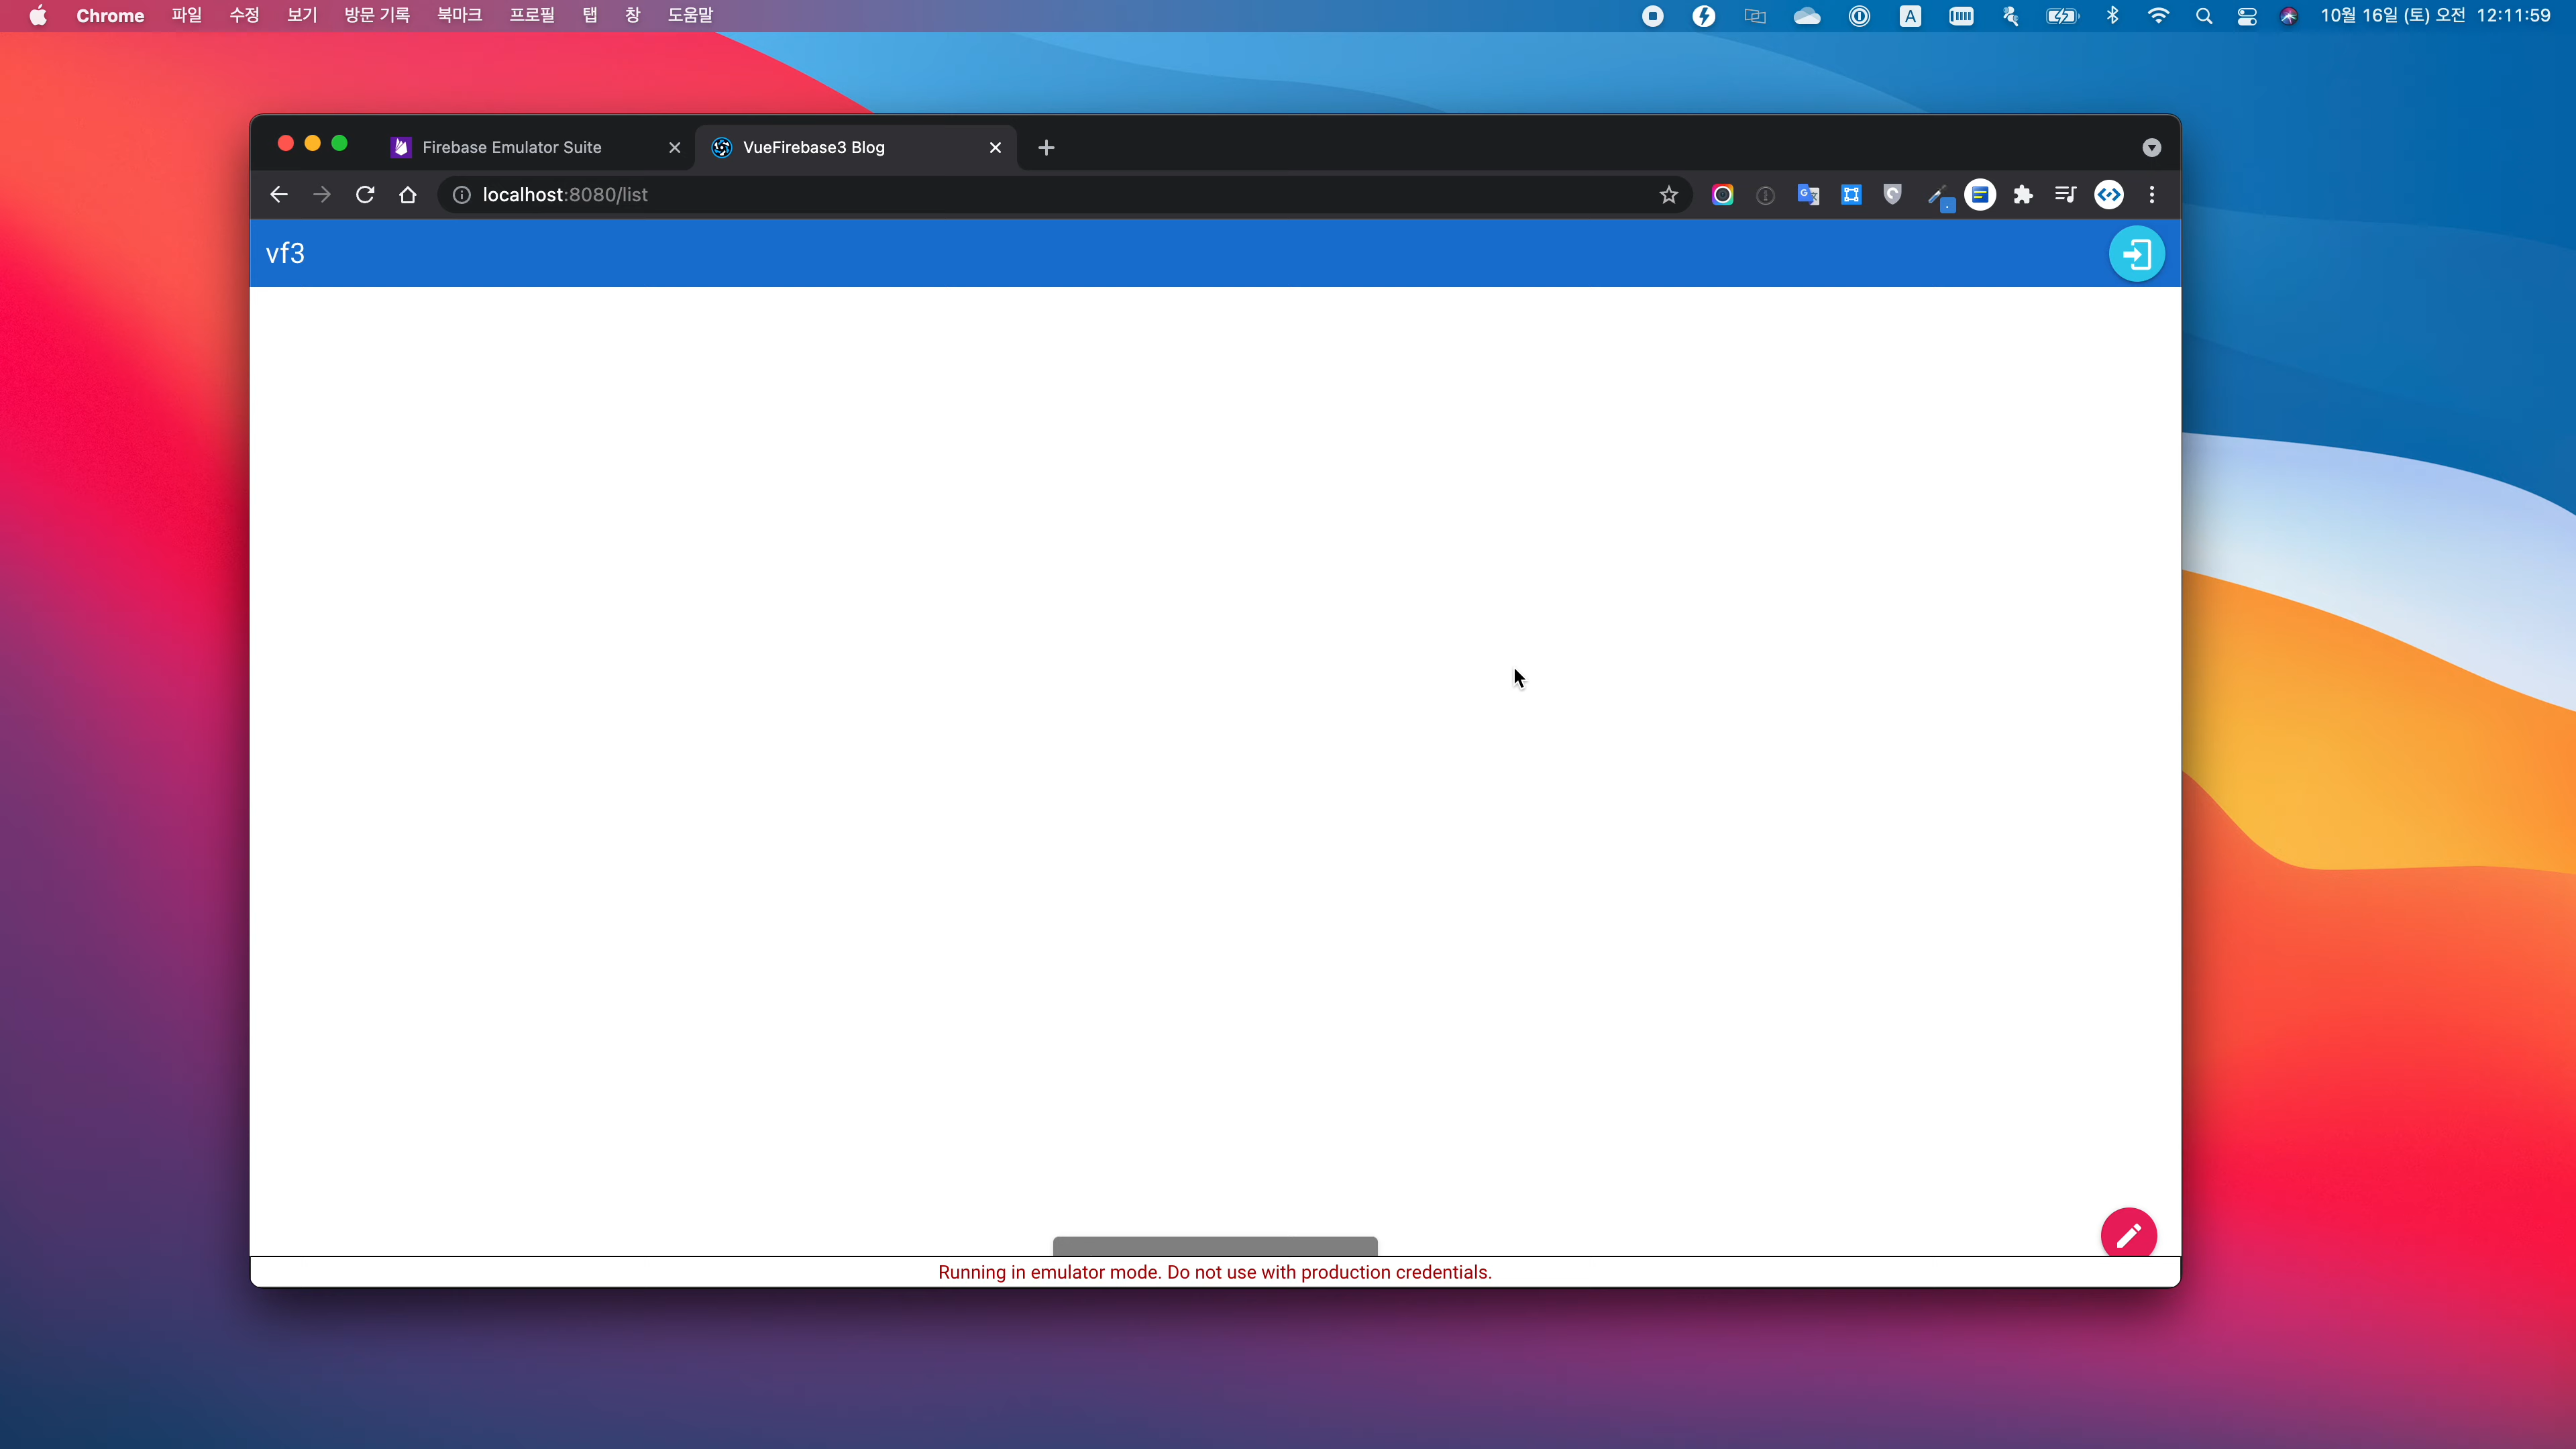 Chrome 파일 수정 보기 방문 기록 북마크 프로필 탭 창 도움말 A 10월 16일 (토) 오전 12:11:59
Firebase Emulator Suite VueFirebase3 Blog
localhost:8080/list
vf3
Running in emulator mode. Do not use with production credentials.